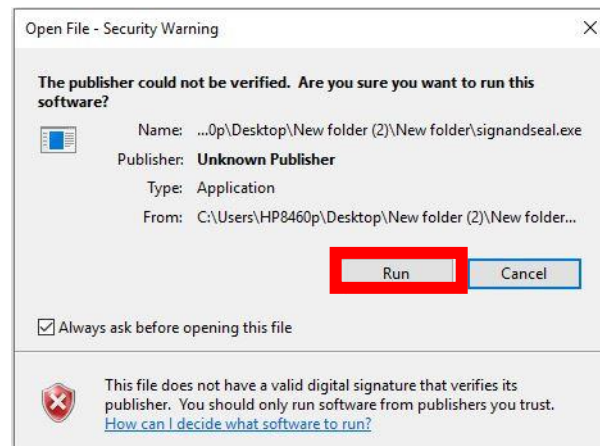 Open File - Security Warning
The publisher could not be verified. Are you sure you want to run this
software?
Name: ...0p\Desktop\New folder (2)\New folder\signandseal.exe
Publisher: Unknown Publisher
Type: Application
From: C:\Users\HP8460p\Desktop\New folder (2)\New folder...
Run Cancel
Always ask before opening this file
This file does not have a valid digital signature that verifies its
publisher. You should only run software from publishers you trust.
How can I decide what software to run?